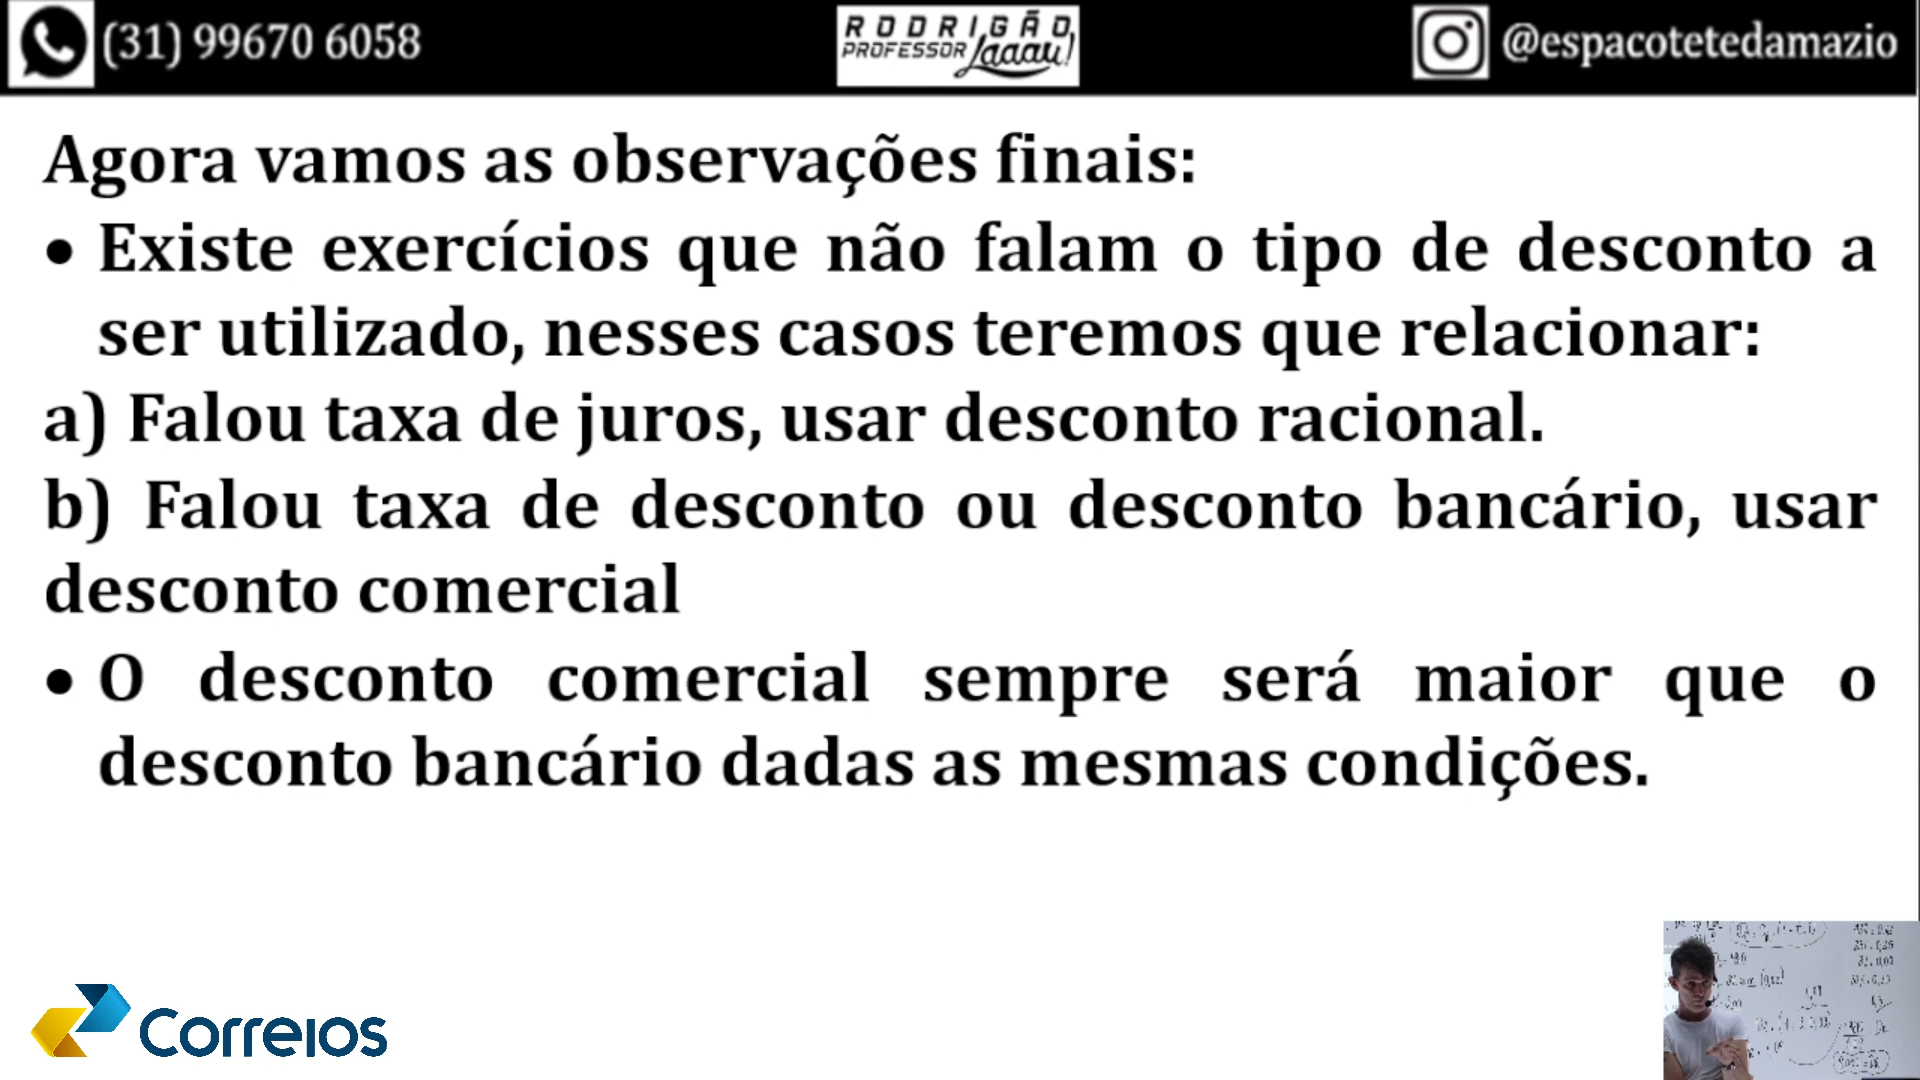 (31) 99670 6058
RODRIGÃO
PROFESSOR Laaau!
@espacotetedamazio
Agora vamos as observações finais:
• Existe exercícios que não falam o tipo de desconto a
ser utilizado, nesses casos teremos que relacionar:
a) Falou taxa de juros, usar desconto racional.
b) Falou taxa de desconto ou desconto bancário, usar
desconto comercial
• O desconto comercial sempre será maior que o
desconto bancário dadas as mesmas condições.
Correios